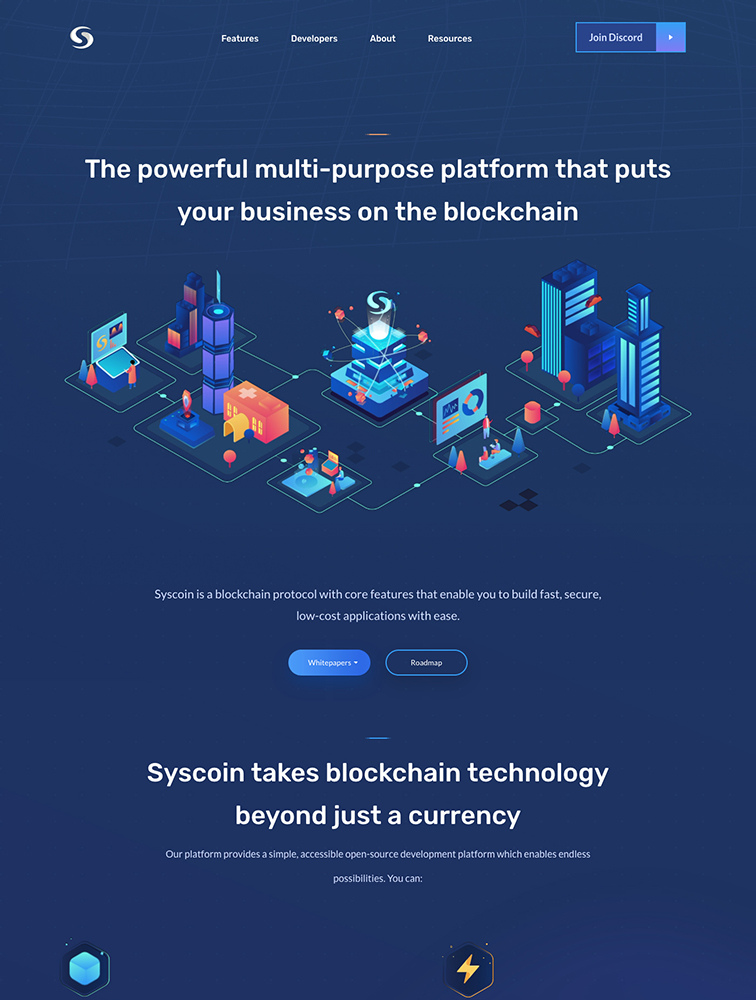 Features
Developers
About
Resources
Join Discord
The powerful multi-purpose platform that puts
your business on the blockchain
Syscoin is a blockchain protocol with core features that enable you to build fast, secure,
low-cost applications with ease.
Whitepapers
Roadmap
Syscoin takes blockchain technology
beyond just a currency
Our platform provides a simple, accessible open-source development platform which enables endless
possibilities. You can: